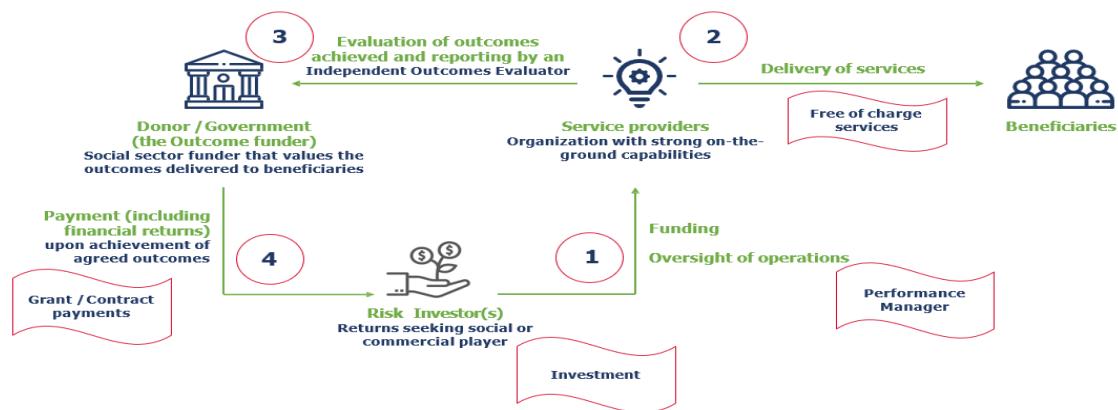 3
Evaluation of outcomes
achieved and reporting by an
Independent Outcomes Evaluator
2
Delivery of services
Free of charge
services
Donor / Government
(the Outcome funder)
Social sector funder that values the
outcomes delivered to beneficiaries
Service providers
Organization with strong on-the-
ground capabilities
Beneficiaries
Payment (including
financial returns)
upon achievement of
agreed outcomes
4
1
Funding
Oversight of operations
Grant / Contract
payments
$ $
Risk Investor(s)
Returns seeking social or
commercial player
Performance
Manager
Investment